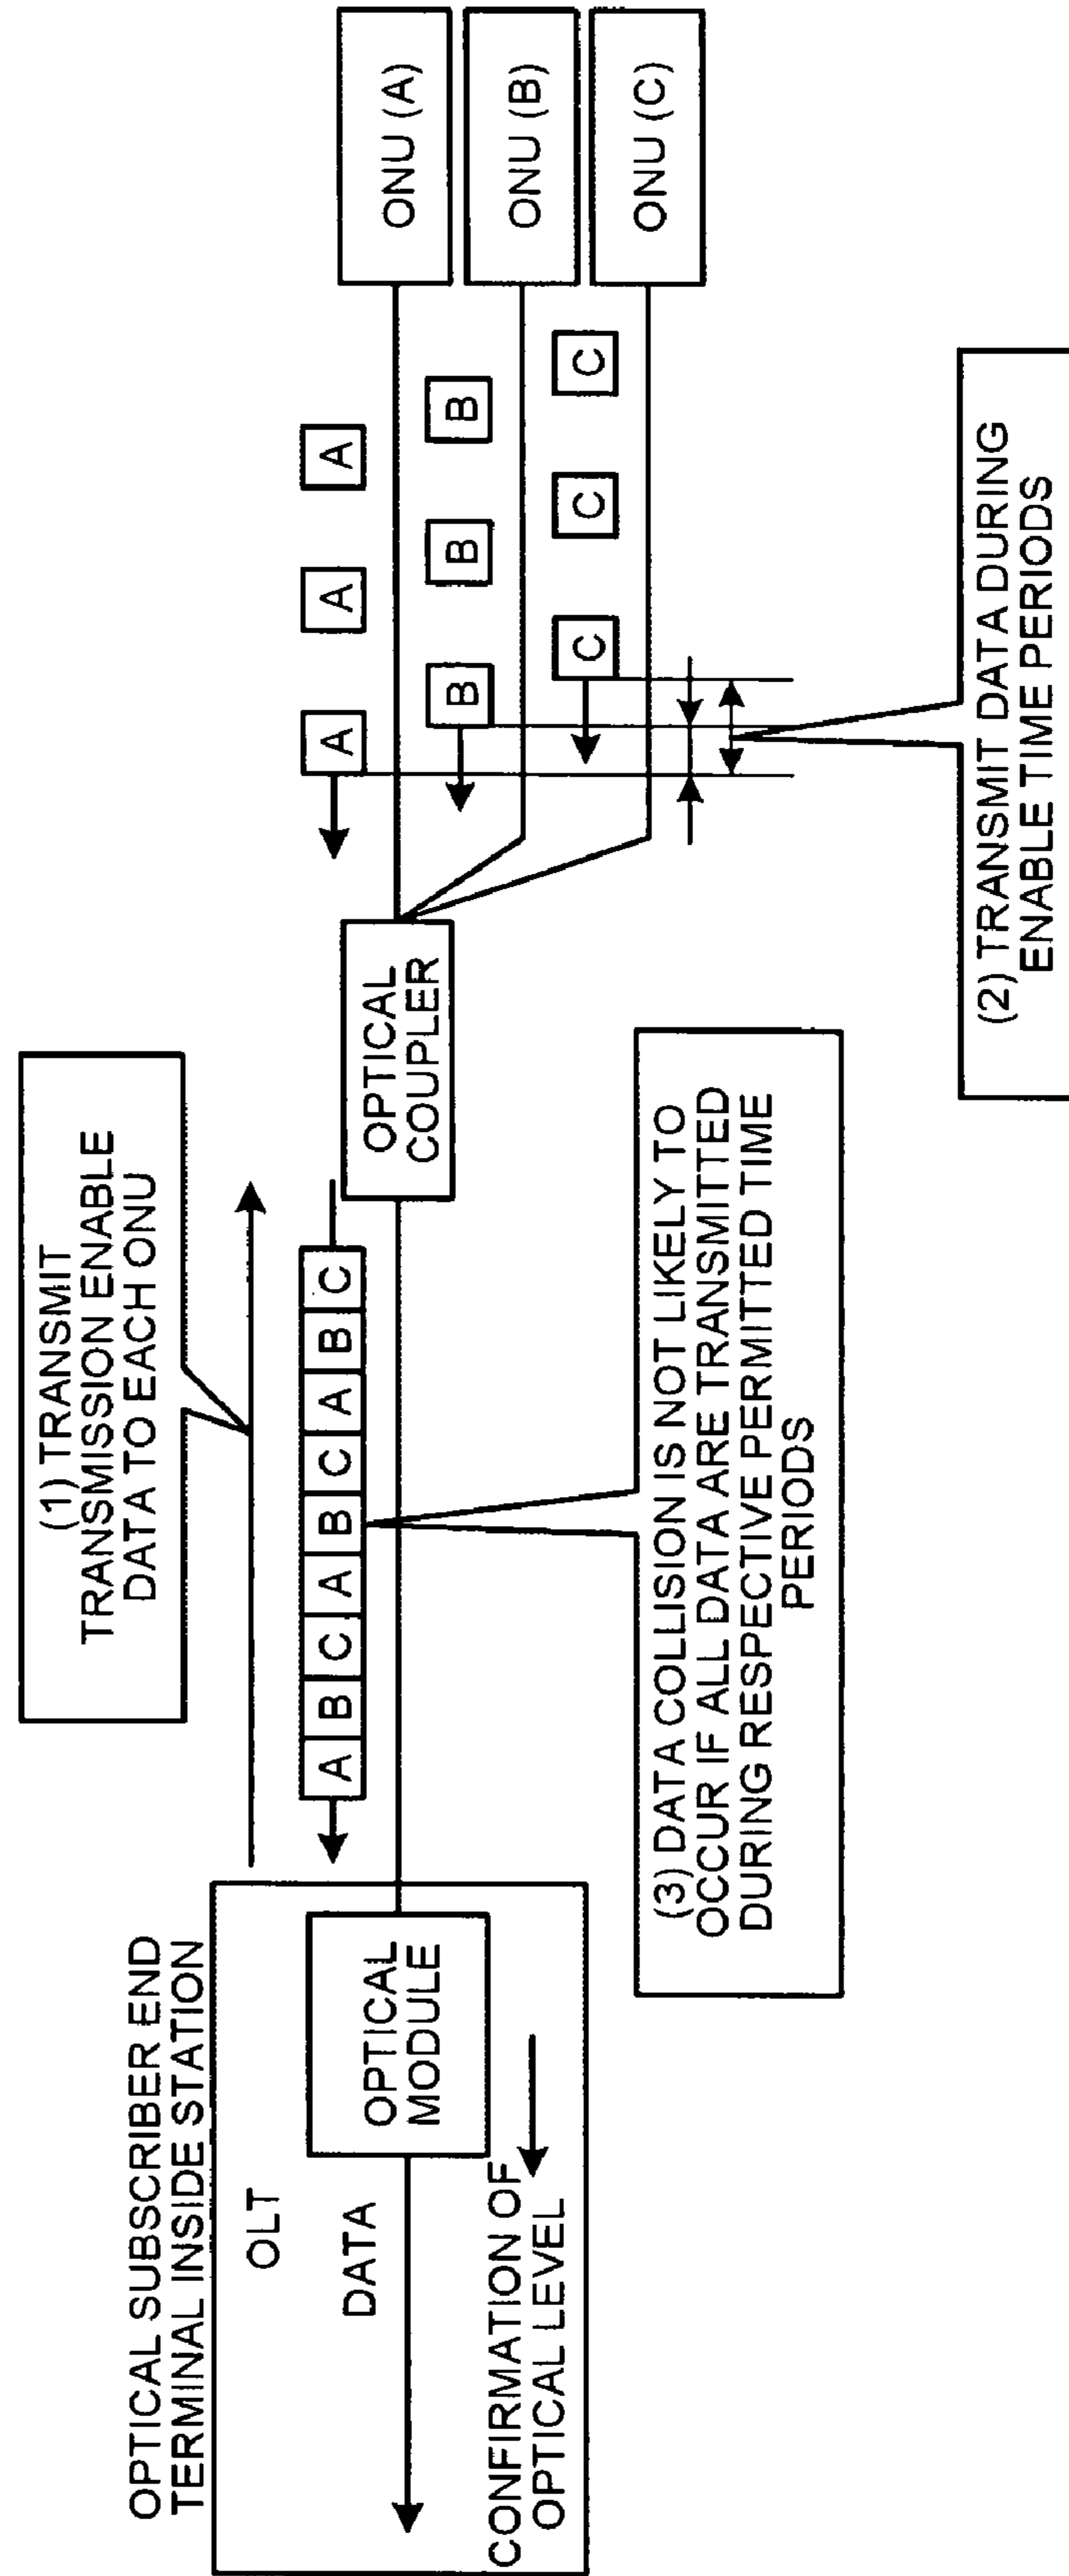 OPTICAL SUBSCRIBER END
TERMINAL INSIDE STATION
OLT
DATA
OPTICAL
MODULE
CONFIRMATION OF
OPTICAL LEVEL
(1) TRANSMIT
TRANSMISSION ENABLE
DATA TO EACH ONU
A B C A B C A B C
OPTICAL
COUPLER
(3) DATA COLLISION IS NOT LIKELY TO
OCCUR IF ALL DATA ARE TRANSMITTED
DURING RESPECTIVE PERMITTED TIME
PERIODS
A A A
B B B
C C C
ONU (A)
ONU (B)
ONU (C)
(2) TRANSMIT DATA DURING
ENABLE TIME PERIODS